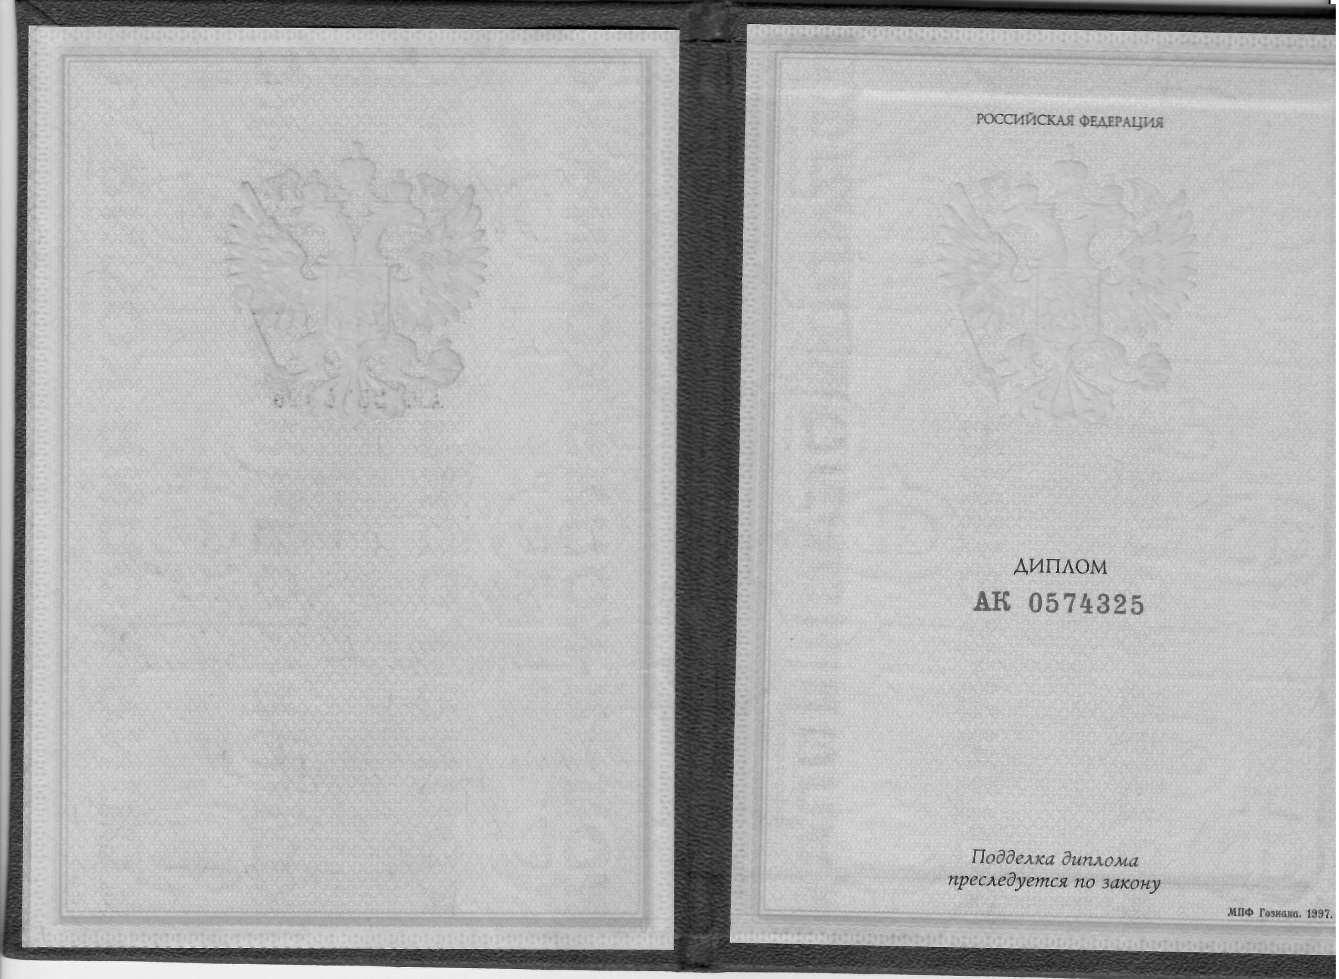 РОССИЙСКАЯ ФЕДЕРАЦИЯ
ДИПЛОМ
АК 0574325
Подделка диплома
преследуется по закону
МПФ Гознака. 1997.